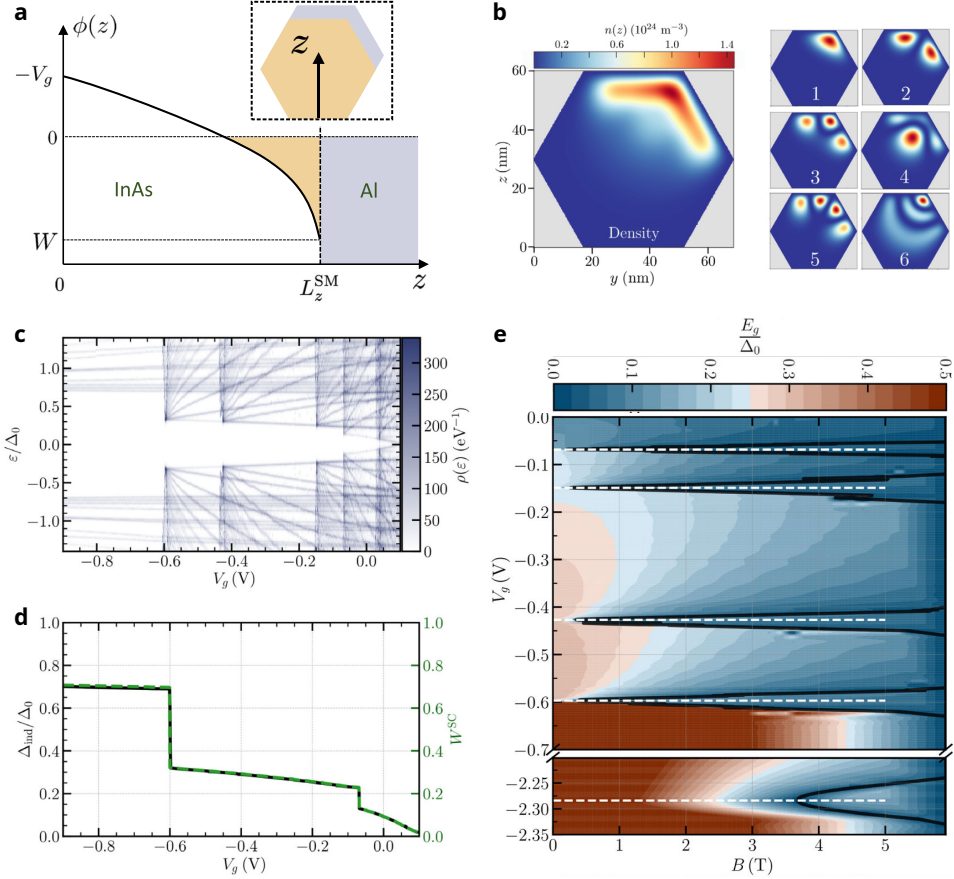 a
ϕ(z)
−V_g
0
W
InAs
Al
z
0
L_z^SM
z
b
n(z) (10^24 m^−3)
0.2 0.6 1.0 1.4
60
40
20
0
z (nm)
Density
0 20 40 60
y (nm)
1
2
3
4
5
6
c
1.0
0.5
0.0
−0.5
−1.0
ε/Δ_0
−0.8 −0.6 −0.4 −0.2 0.0
V_g (V)
300
250
200
150
100
50
0
ρ(ε) (eV^−1)
d
1.0
0.8
0.6
0.4
0.2
0.0
Δ_ind/Δ_0
−0.8 −0.6 −0.4 −0.2 0.0
V_g (V)
1.0
0.8
0.6
0.4
0.2
0.0
W^SC
e
E_g/Δ_0
0.0 0.1 0.2 0.3 0.4 0.5
0.0
−0.1
−0.2
−0.3
−0.4
−0.5
−0.6
−0.7
−2.25
−2.30
−2.35
V_g (V)
0 1 2 3 4 5
B (T)